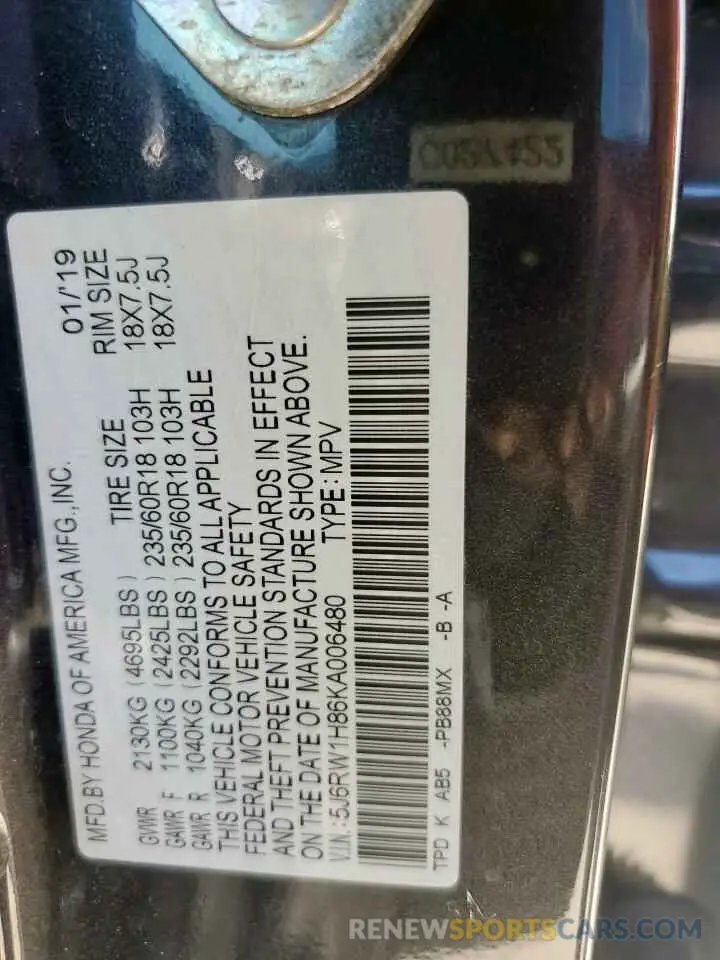 MFD.BY HONDA OF AMERICA MFG.,INC. 01/'19
TIRE SIZE RIM SIZE
GVWR 2130KG (4695LBS)
GAWR F 1100KG (2425LBS) 235/60R18 103H 18X7.5J
GAWR R 1040KG (2292LBS) 235/60R18 103H 18X7.5J
THIS VEHICLE CONFORMS TO ALL APPLICABLE
FEDERAL MOTOR VEHICLE SAFETY
AND THEFT PREVENTION STANDARDS IN EFFECT
ON THE DATE OF MANUFACTURE SHOWN ABOVE.
V.I.N.:5J6RW1H86KA006480 TYPE:MPV
TPD K AB5 -PB88MX -B -A
RENEWSPORTSCARS.COM